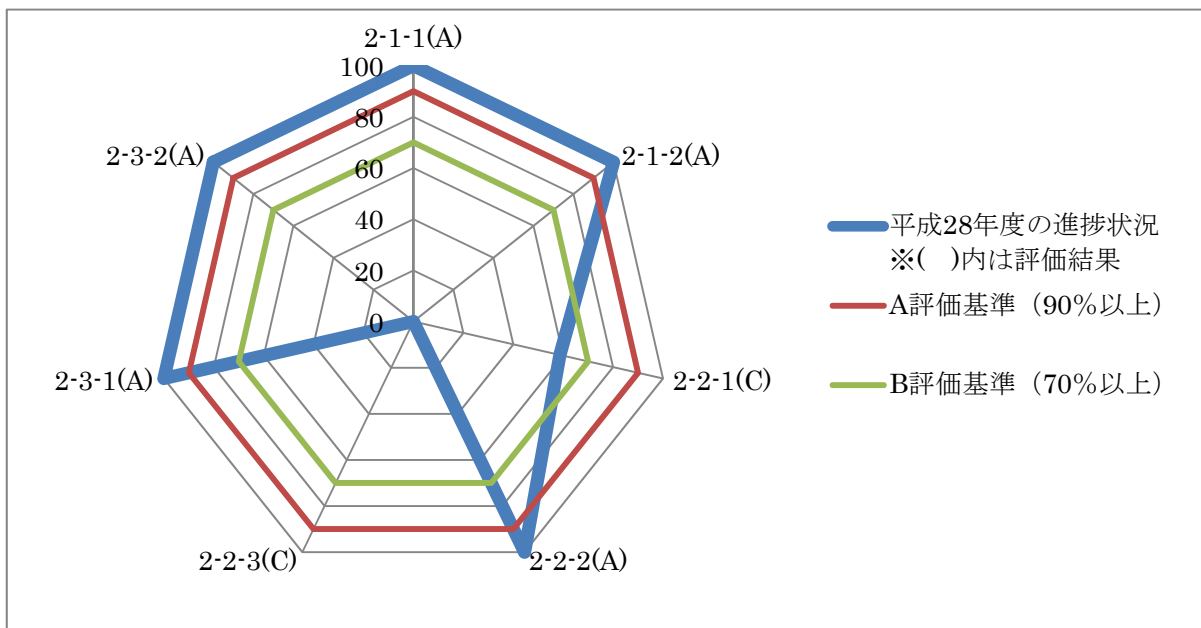 2-1-1(A)
100
80
60
40
20
0
2-3-2(A)
2-1-2(A)
2-3-1(A)
2-2-1(C)
2-2-3(C)
2-2-2(A)
平成28年度の進捗状況
※(　)内は評価結果
A評価基準（90％以上）
B評価基準（70％以上）